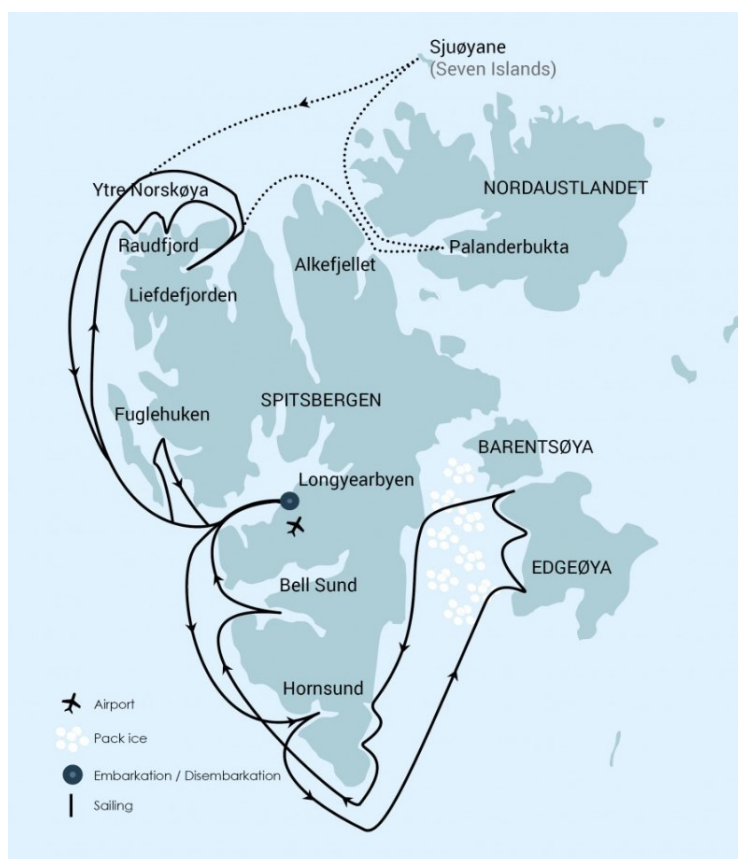 Sjuøyane
(Seven Islands)
Ytre Norskøya
NORDAUSTLANDET
Raudfjord
Palanderbukta
Alkefjellet
Liefdefjorden
SPITSBERGEN
Fuglehuken
BARENTSØYA
Longyearbyen
EDGEØYA
Bell Sund
Hornsund
Airport
Pack ice
Embarkation / Disembarkation
Sailing